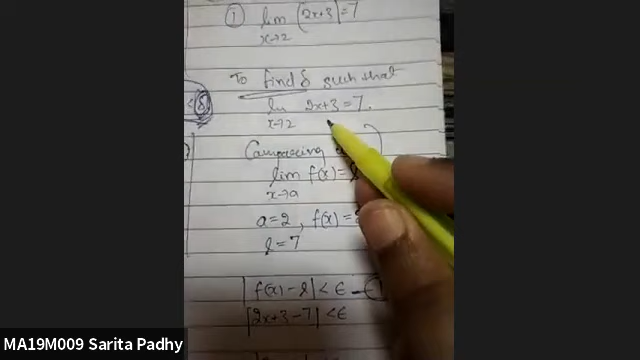 ① lim (2x+3)=7
x→2
To find δ such that
< δ
lim 2x+3=7.
x→2
Comparing
lim f(x)=l
x→a
a=2, f(x)=2
l=7
|f(x)-l|<ε — ①
|2x+3-7|<ε
MA19M009 Sarita Padhy